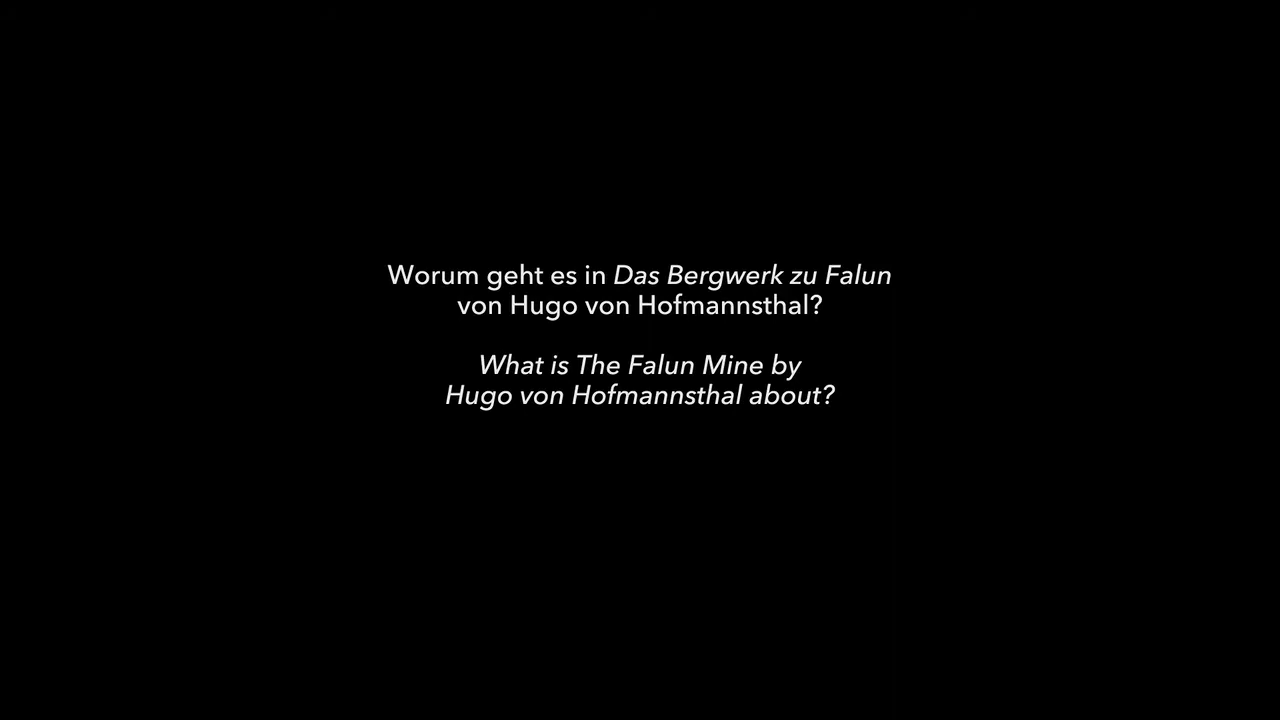 Worum geht es in Das Bergwerk zu Falun
von Hugo von Hofmannsthal?
What is The Falun Mine by
Hugo von Hofmannsthal about?